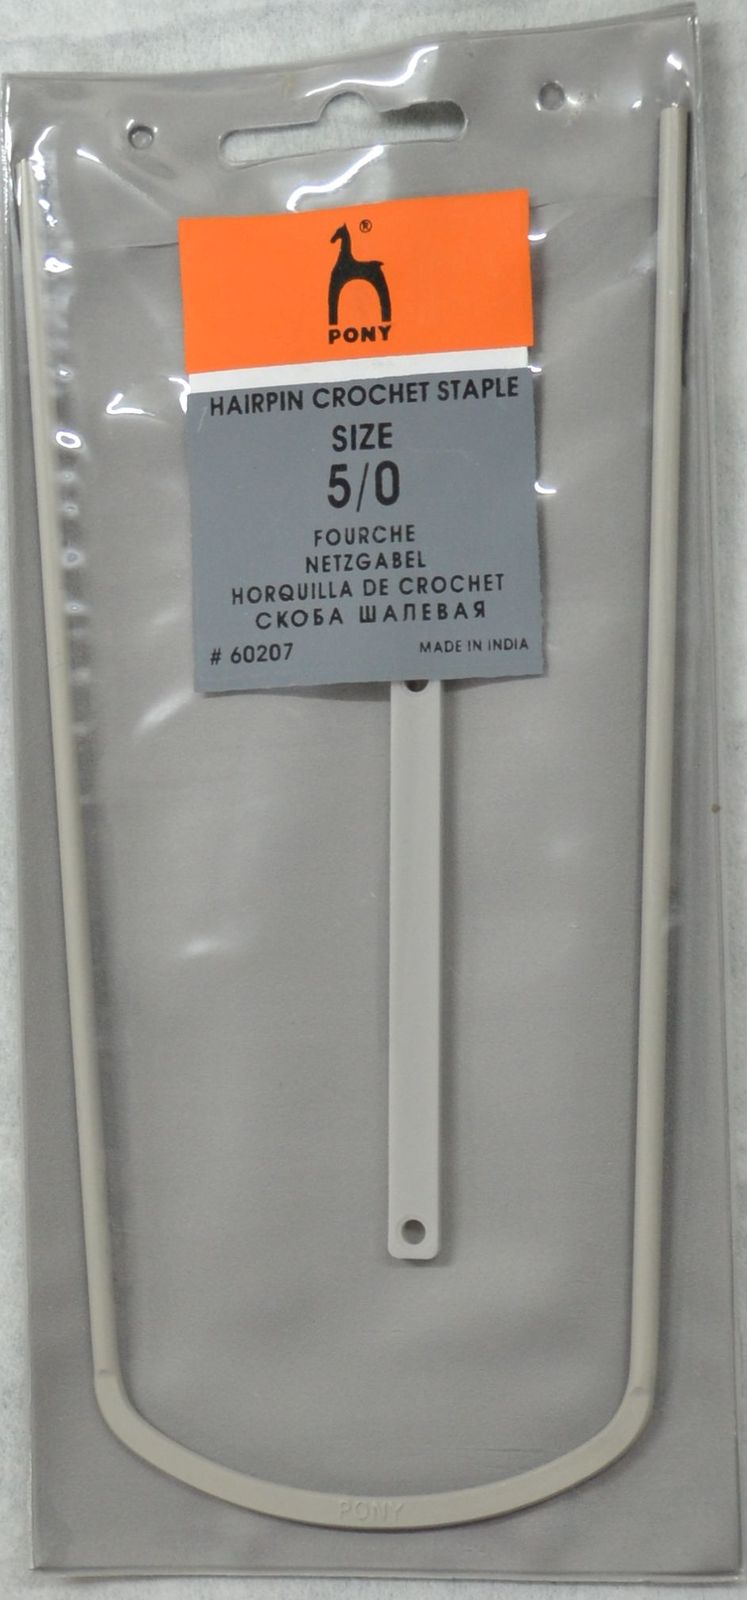 ®
PONY
HAIRPIN CROCHET STAPLE
SIZE
5/0
FOURCHE
NETZGABEL
HORQUILLA DE CROCHET
СКОБА ШАЛЕВАЯ
# 60207 MADE IN INDIA
PONY